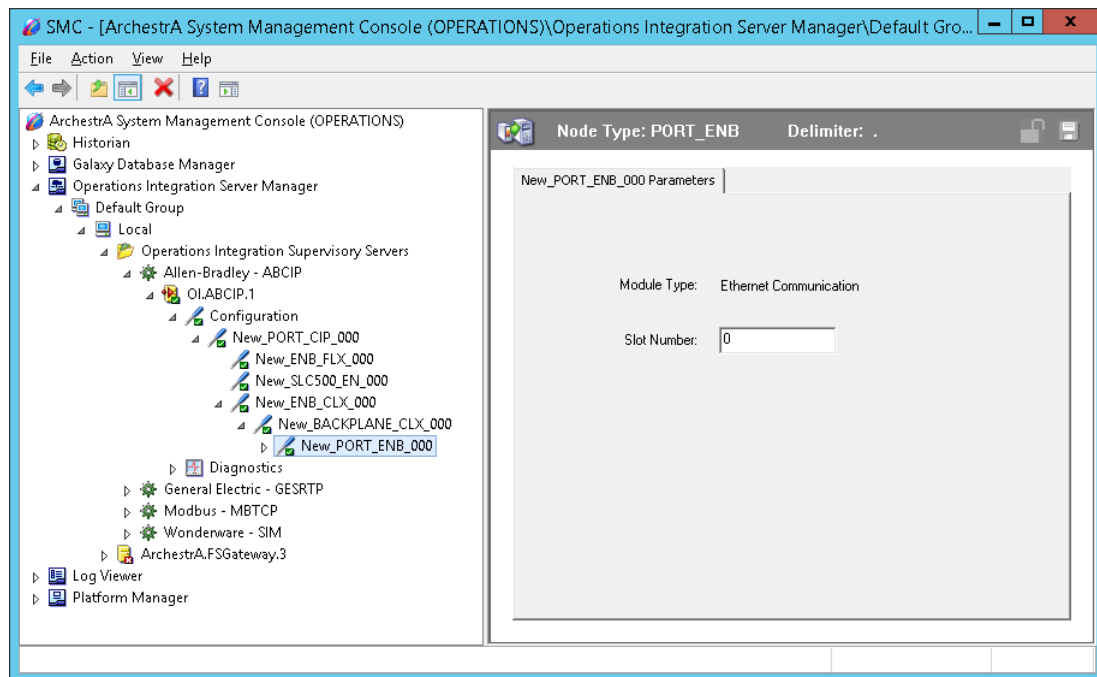 SMC - [ArchestrA System Management Console (OPERATIONS)\Operations Integration Server Manager\Default Gro...
File Action View Help
ArchestrA System Management Console (OPERATIONS)
Historian
Galaxy Database Manager
Operations Integration Server Manager
Default Group
Local
Operations Integration Supervisory Servers
Allen-Bradley - ABCIP
OI.ABCIP.1
Configuration
New_PORT_CIP_000
New_ENB_FLX_000
New_SLC500_EN_000
New_ENB_CLX_000
New_BACKPLANE_CLX_000
New_PORT_ENB_000
Diagnostics
General Electric - GESRTP
Modbus - MBTCP
Wonderware - SIM
ArchestrA.FSGateway.3
Log Viewer
Platform Manager
Node Type: PORT_ENB Delimiter: .
New_PORT_ENB_000 Parameters
Module Type: Ethernet Communication
Slot Number: 0